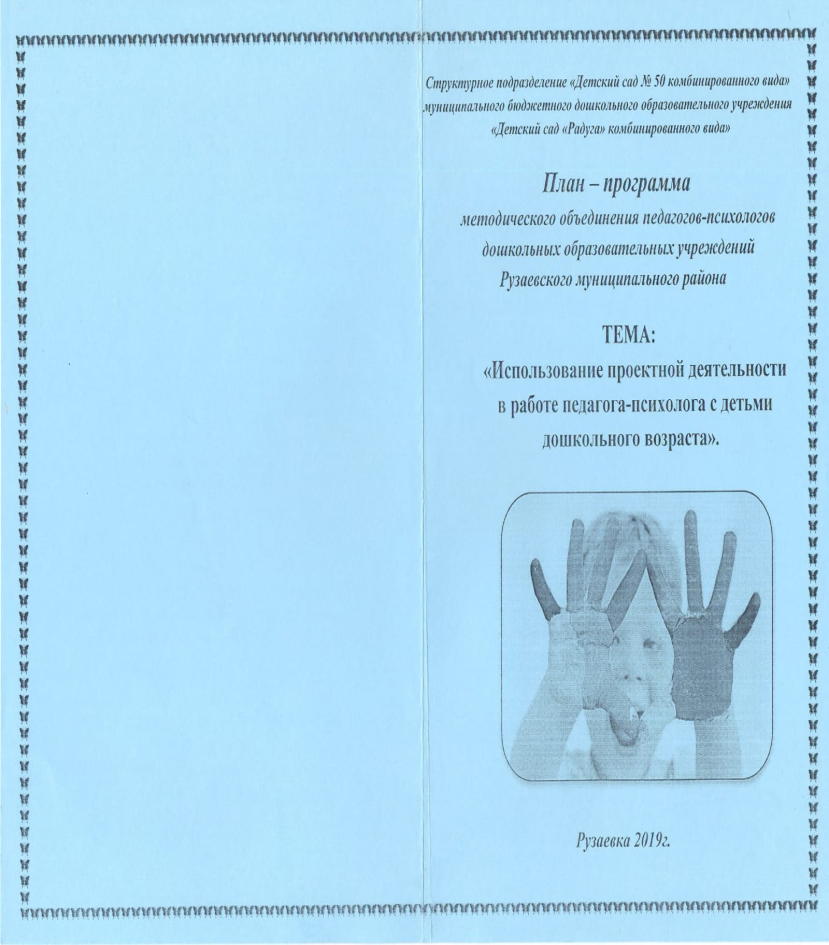 Структурное подразделение «Детский сад № 50 комбинированного вида»
муниципального бюджетного дошкольного образовательного учреждения
«Детский сад «Радуга» комбинированного вида»
План – программа
методического объединения педагогов-психологов
дошкольных образовательных учреждений
Рузаевского муниципального района
ТЕМА:
«Использование проектной деятельности
в работе педагога-психолога с детьми
дошкольного возраста».
Рузаевка 2019г.